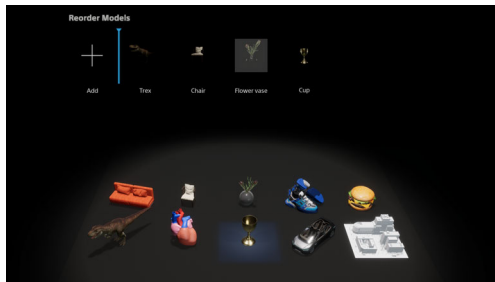 Reorder Models
Add
Trex
Chair
Flower vase
Cup